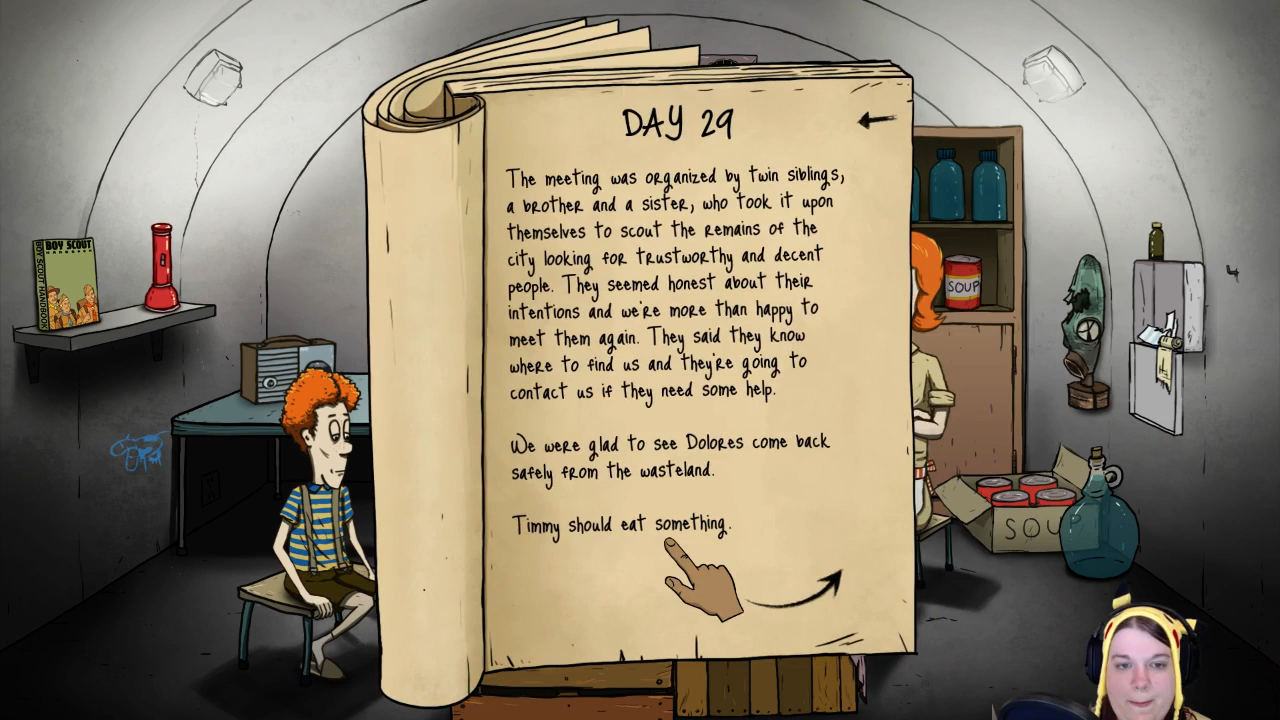 DAY 29
The meeting was organized by twin siblings,
a brother and a sister, who took it upon
themselves to scout the remains of the
city looking for trustworthy and decent
people. They seemed honest about their
intentions and we're more than happy to
meet them again. They said they know
where to find us and they're going to
contact us if they need some help.
We were glad to see Dolores come back
safely from the wasteland.
Timmy should eat something.
BOY SCOUT
BOY SCOUT HANDBOOK
SOUP
SOUP